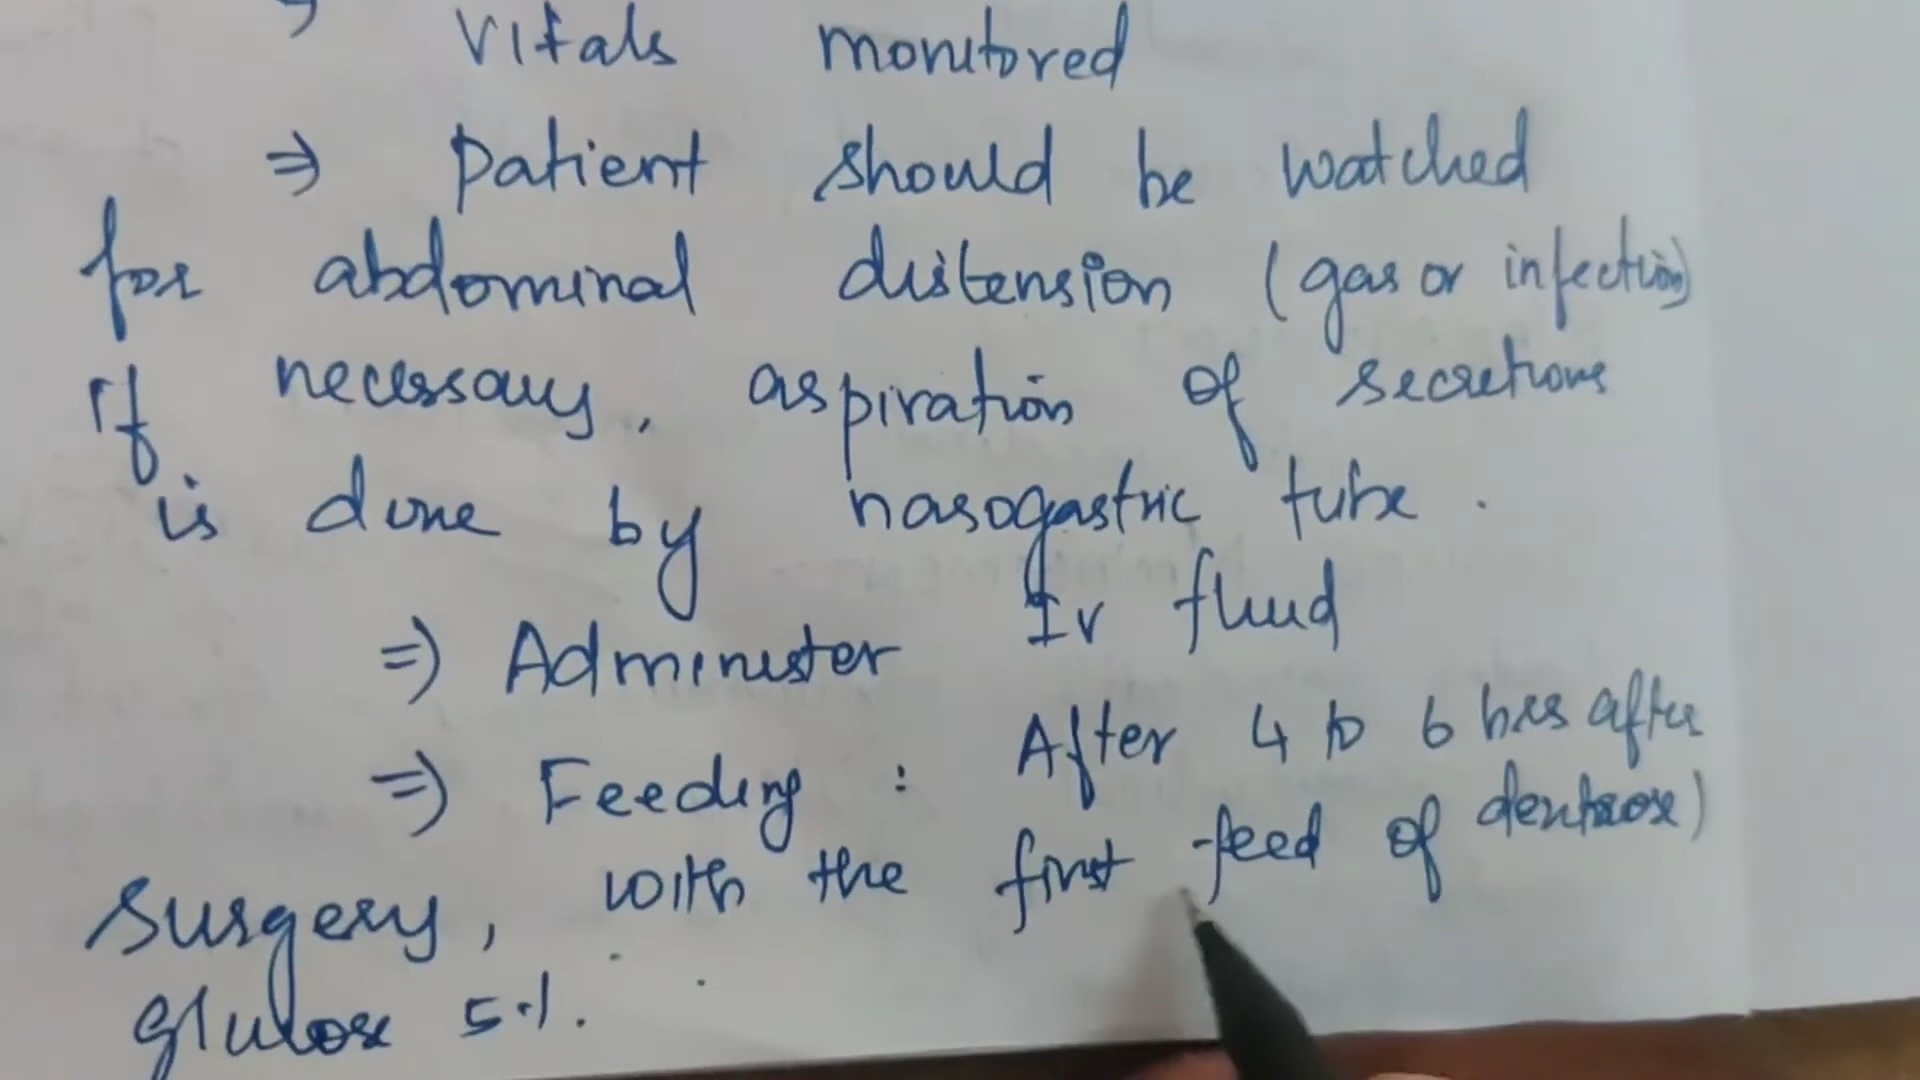 ⇒ Vitals monitored
⇒ Patient should be watched
for abdominal distension (gas or infection)
If necessary, aspiration of secretions
is done by nasogastric tube.
⇒ Administer IV fluid
⇒ Feeding : After 4 to 6 hrs after
surgery, with the first feed of dextrose)
glucose 5%.